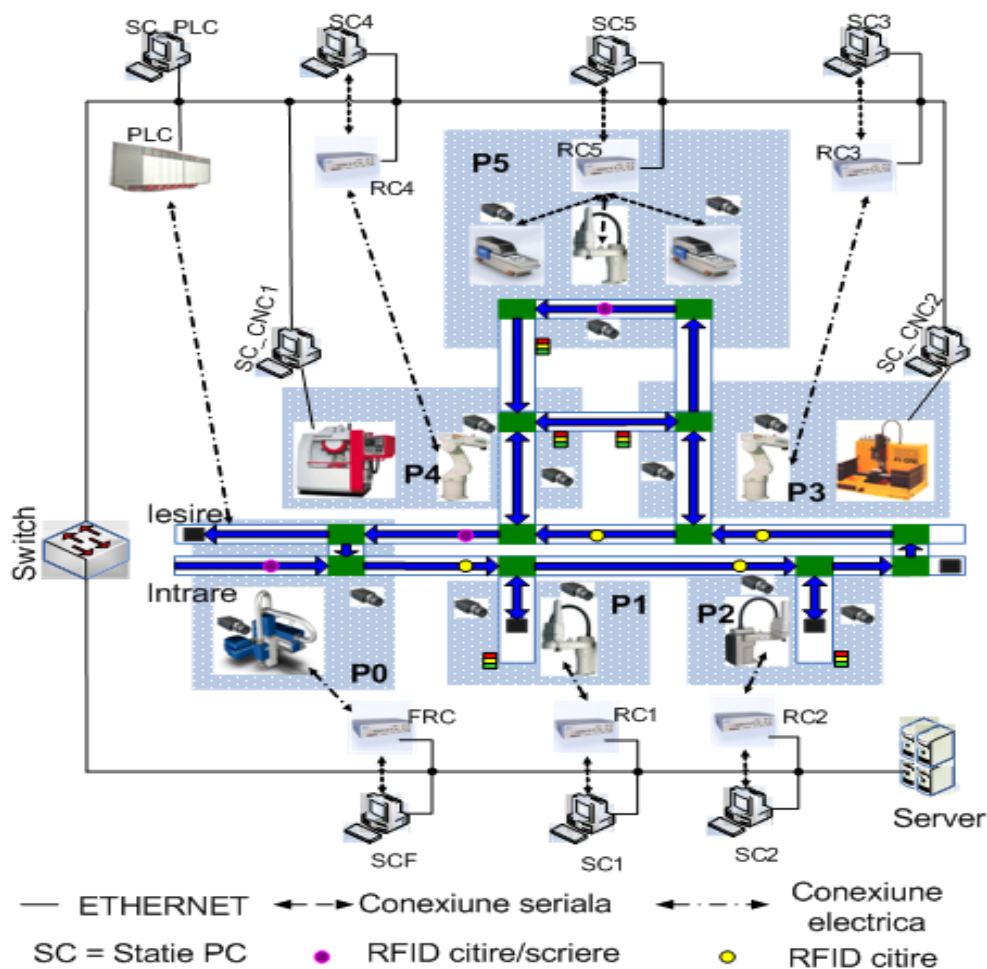 SC_PLC
SC4
SC5
SC3
PLC
RC4
P5
RC5
RC3
SC_CNC1
SC_CNC2
P4
P3
Switch
Iesire
Intrare
P0
P1
P2
FRC
RC1
RC2
Server
SCF
SC1
SC2
ETHERNET
Conexiune seriala
Conexiune
electrica
SC = Statie PC
RFID citire/scriere
RFID citire